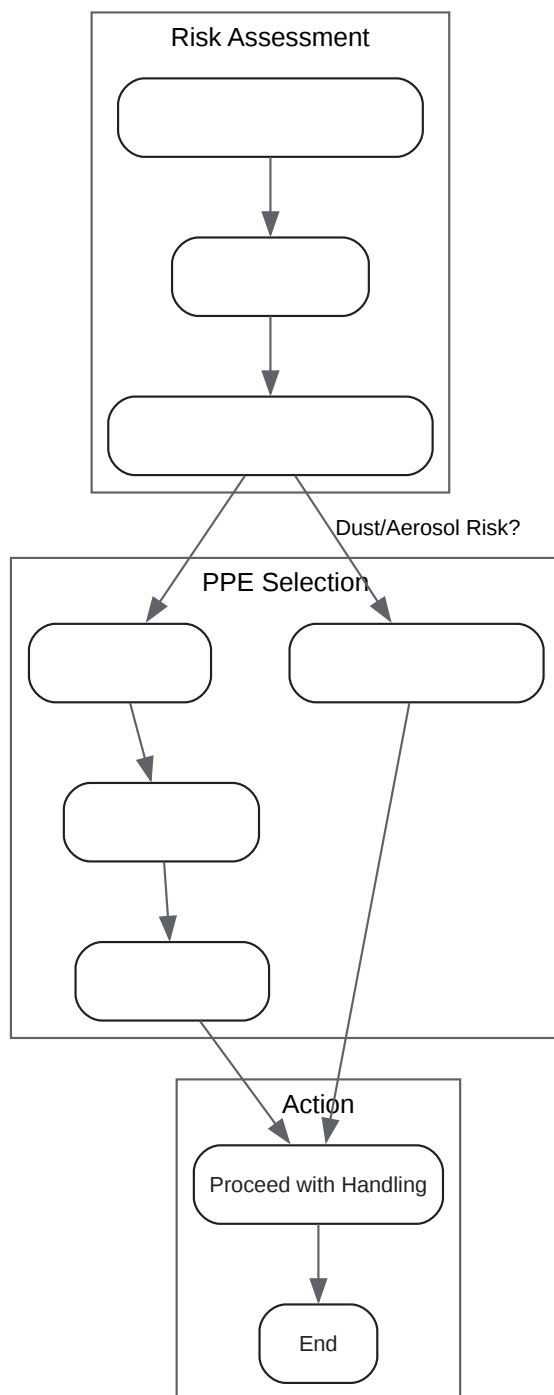 Risk Assessment
Dust/Aerosol Risk?
PPE Selection
Action
Proceed with Handling
End